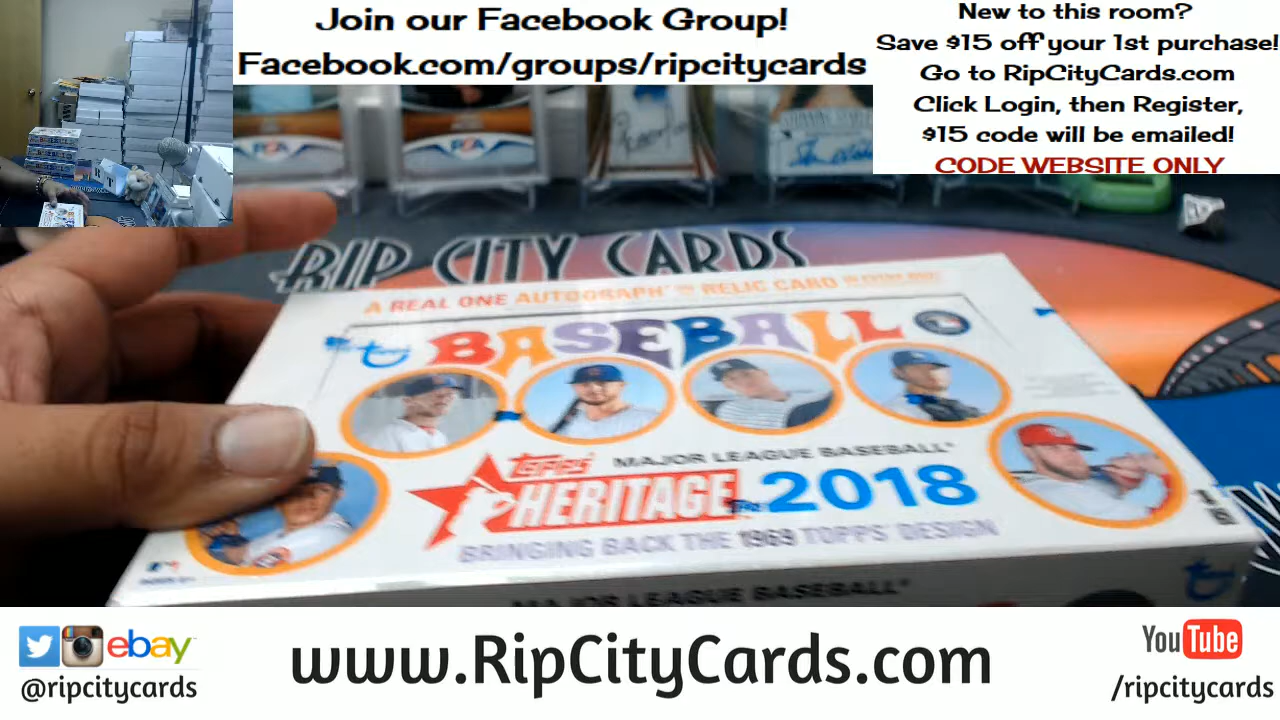 Join our Facebook Group!
Facebook.com/groups/ripcitycards
New to this room?
Save $15 off your 1st purchase!
Go to RipCityCards.com
Click Login, then Register,
$15 code will be emailed!
CODE WEBSITE ONLY
RIP CITY CARDS
A REAL ONE AUTOGRAPH OR RELIC CARD IN EVERY BOX!
BASEBALL
TOPPS MAJOR LEAGUE BASEBALL
HERITAGE 2018
BRINGING BACK THE 1969 TOPPS DESIGN
MAJOR LEAGUE BASEBALL
ebay
@ripcitycards
www.RipCityCards.com
YouTube
/ripcitycards